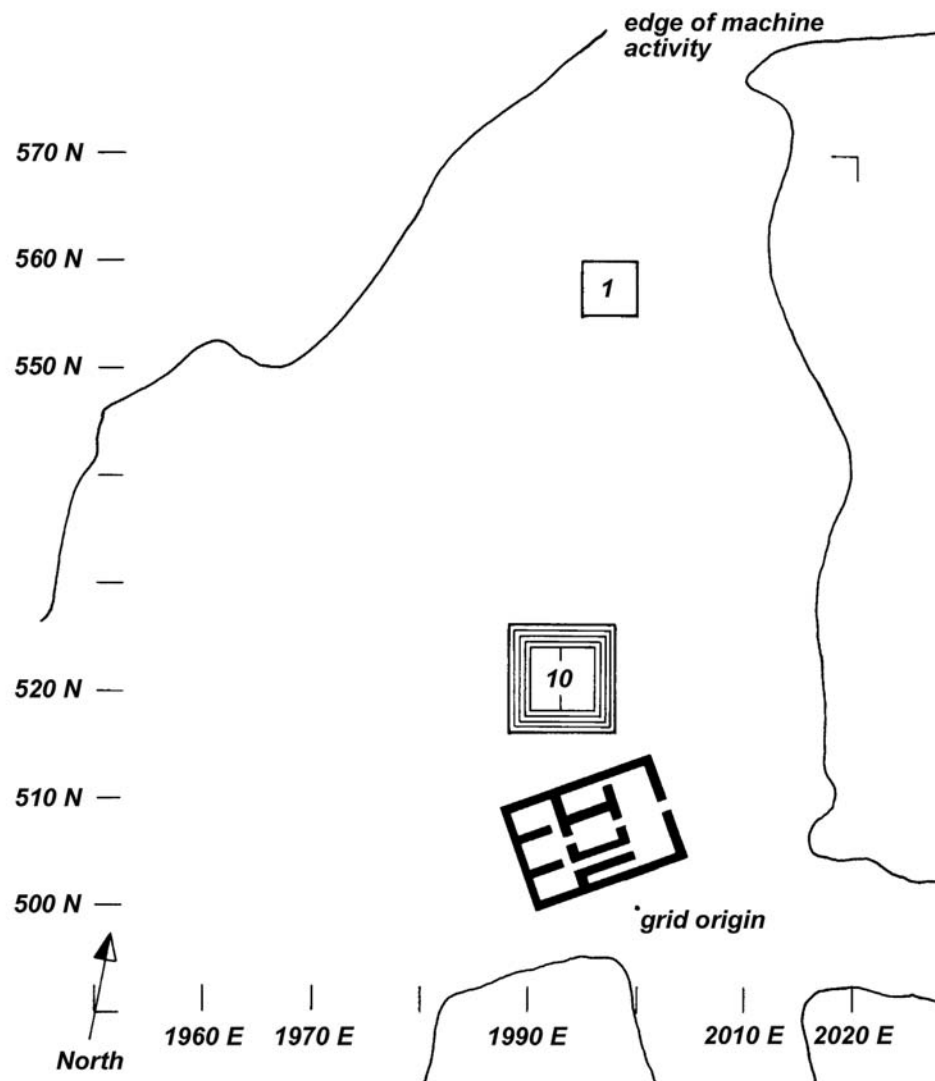 edge of machine
activity
570 N
560 N
1
550 N
520 N
10
510 N
500 N
grid origin
1960 E
1970 E
1990 E
2010 E
2020 E
North